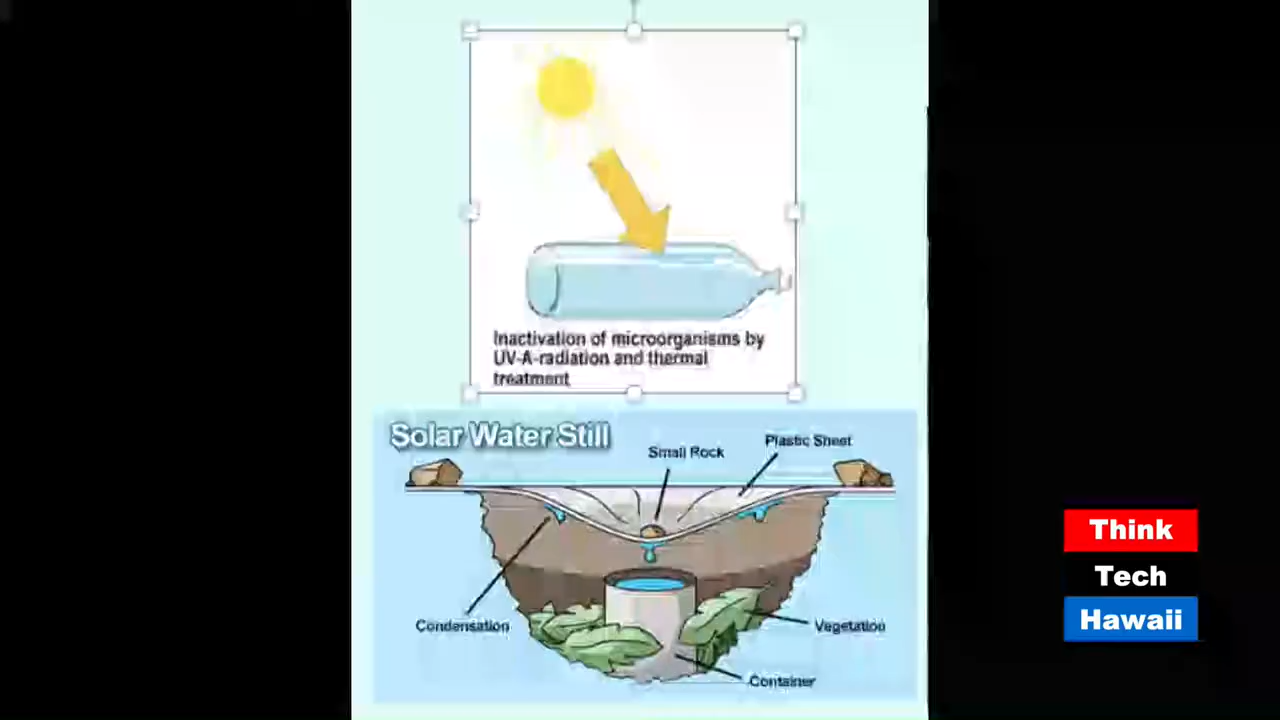 Inactivation of microorganisms by
UV-A-radiation and thermal
treatment
Solar Water Still
Small Rock
Plastic Sheet
Condensation
Vegetation
Container
Think
Tech
Hawaii